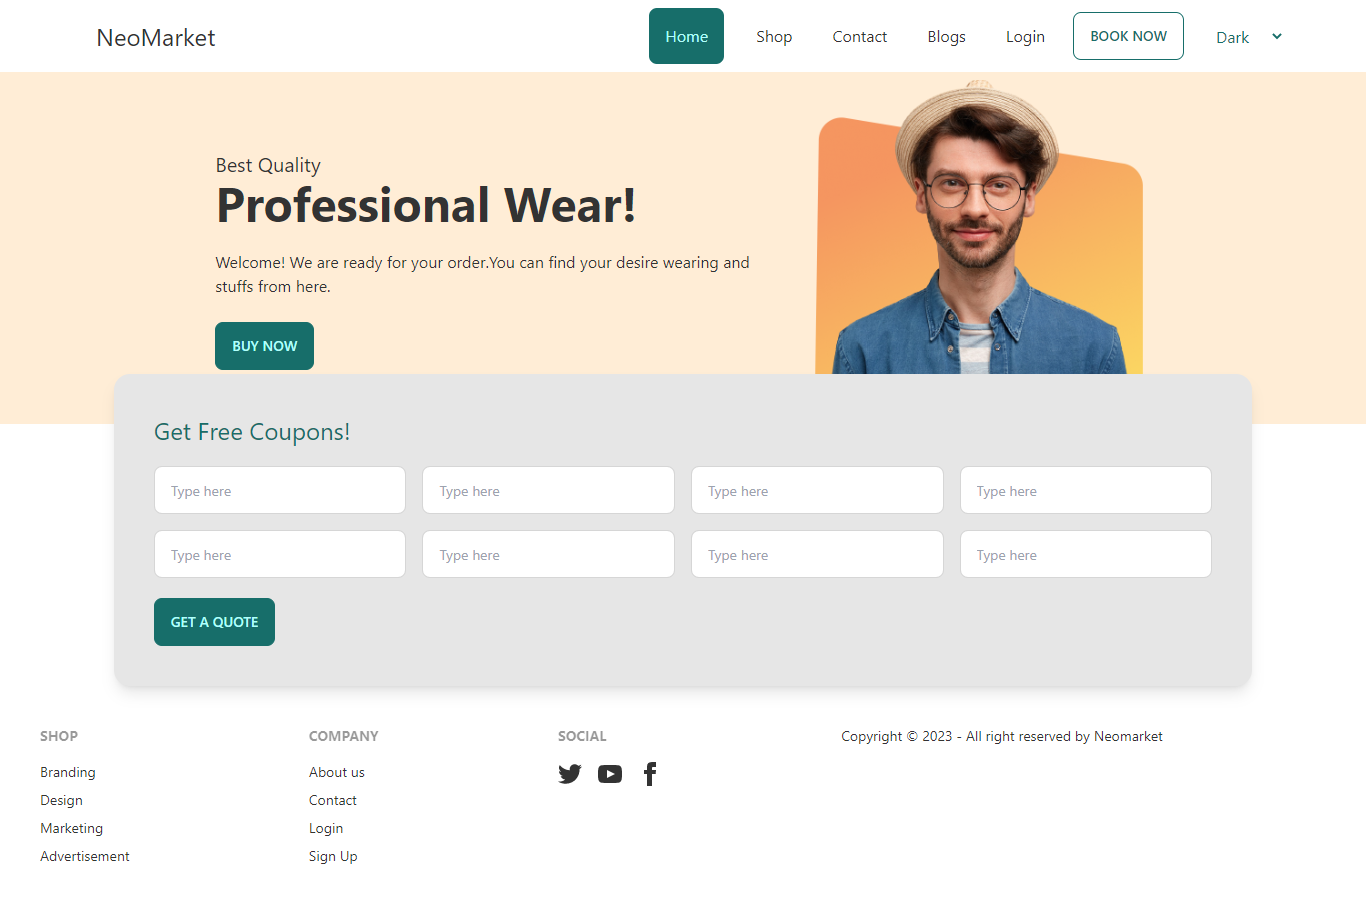 NeoMarket
Home
Shop
Contact
Blogs
Login
BOOK NOW
Dark
Best Quality
Professional Wear!
Welcome! We are ready for your order.You can find your desire wearing and
stuffs from here.
BUY NOW
Get Free Coupons!
Type here
Type here
Type here
Type here
Type here
Type here
Type here
Type here
GET A QUOTE
SHOP
Branding
Design
Marketing
Advertisement
COMPANY
About us
Contact
Login
Sign Up
SOCIAL
Copyright © 2023 - All right reserved by Neomarket